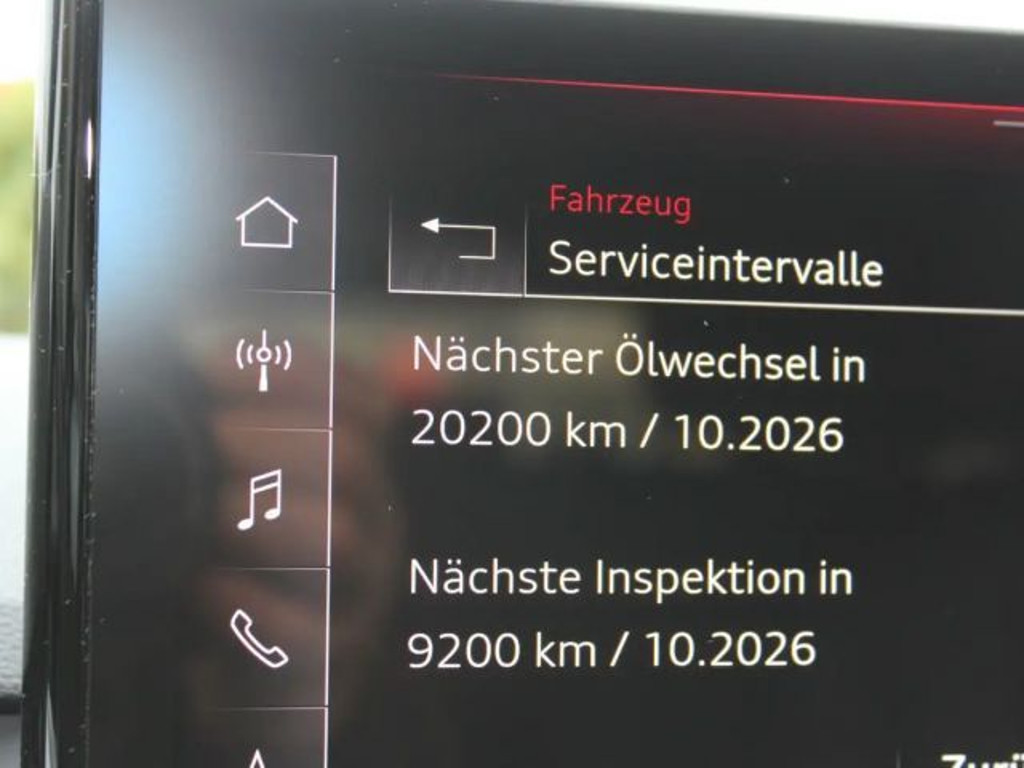 Fahrzeug
Serviceintervalle
Nächster Ölwechsel in
20200 km / 10.2026
Nächste Inspektion in
9200 km / 10.2026